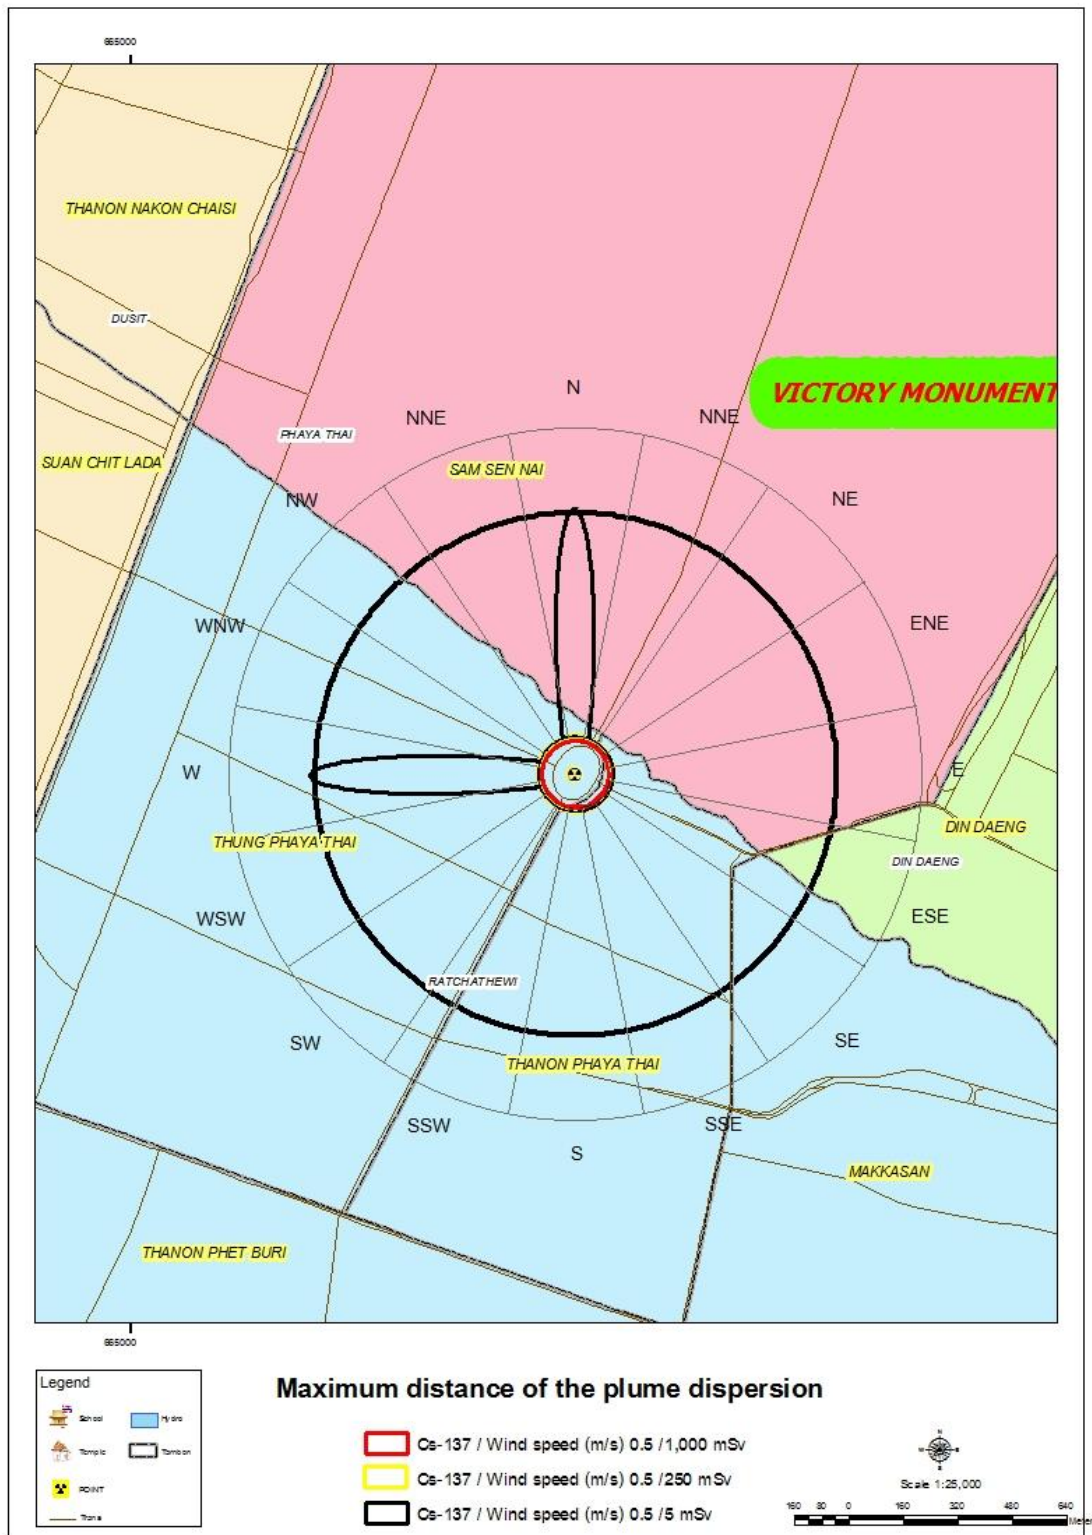 665000
THANON NAKON CHAISI
DUSIT
N
VICTORY MONUMENT
NNE
NNE
PHAYA THAI
SUAN CHIT LADA
SAM SEN NAI
NW
NE
WNW
ENE
W
E
THUNG PHAYA THAI
DIN DAENG
DIN DAENG
WSW
ESE
RATCHATHEWI
SW
SE
THANON PHAYA THAI
SSW
SSE
S
MAKKASAN
THANON PHET BURI
665000
Legend
School
Hydro
Temple
Tambon
POINT
Trans
Maximum distance of the plume dispersion
Cs-137 / Wind speed (m/s) 0.5 /1,000 mSv
Cs-137 / Wind speed (m/s) 0.5 /250 mSv
Cs-137 / Wind speed (m/s) 0.5 /5 mSv
N
W
E
S
Scale 1:25,000
160 80 0 160 320 480 640